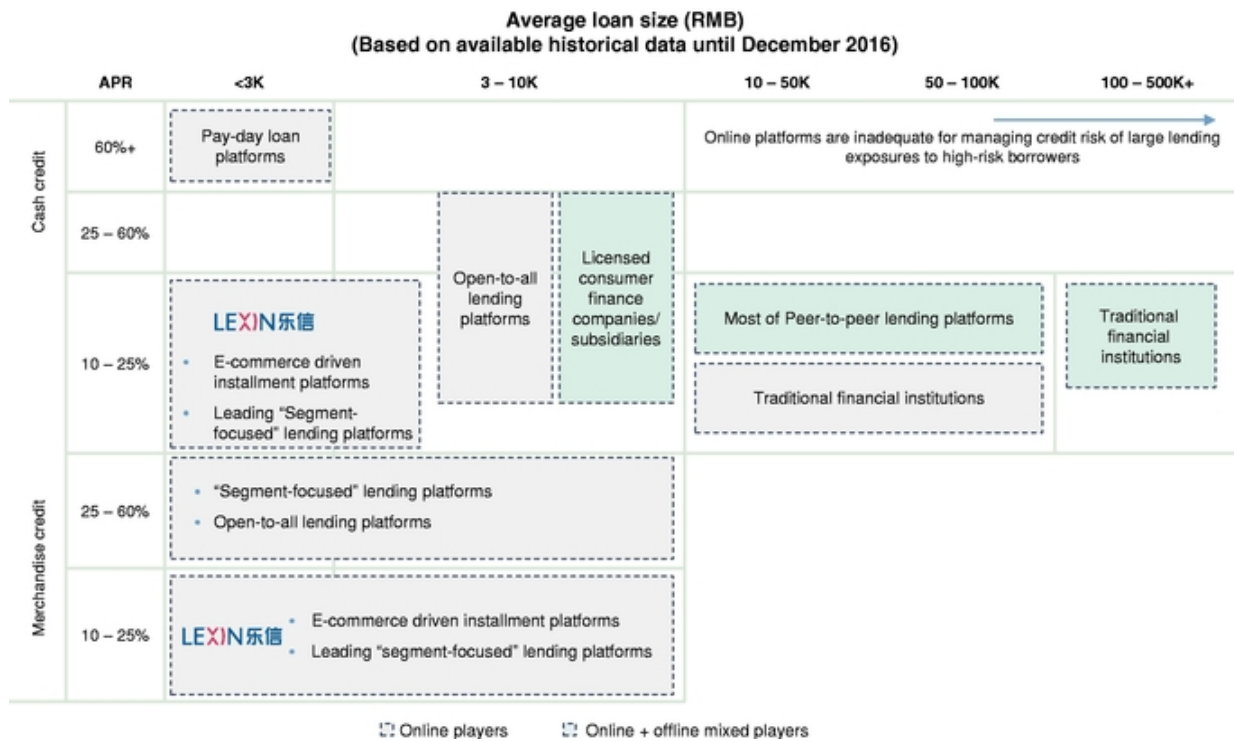 Average loan size (RMB)
(Based on available historical data until December 2016)
APR <3K 3 – 10K 10 – 50K 50 – 100K 100 – 500K+
Cash credit
60%+
Pay-day loan
platforms
Online platforms are inadequate for managing credit risk of large lending
exposures to high-risk borrowers
25 – 60%
Open-to-all
lending
platforms
Licensed
consumer
finance
companies/
subsidiaries
10 – 25%
LEXIN乐信
• E-commerce driven
installment platforms
• Leading “Segment-
focused” lending platforms
Most of Peer-to-peer lending platforms
Traditional financial institutions
Traditional
financial
institutions
Merchandise credit
25 – 60%
• “Segment-focused” lending platforms
• Open-to-all lending platforms
10 – 25%
LEXIN乐信
• E-commerce driven installment platforms
• Leading “segment-focused” lending platforms
Online players Online + offline mixed players